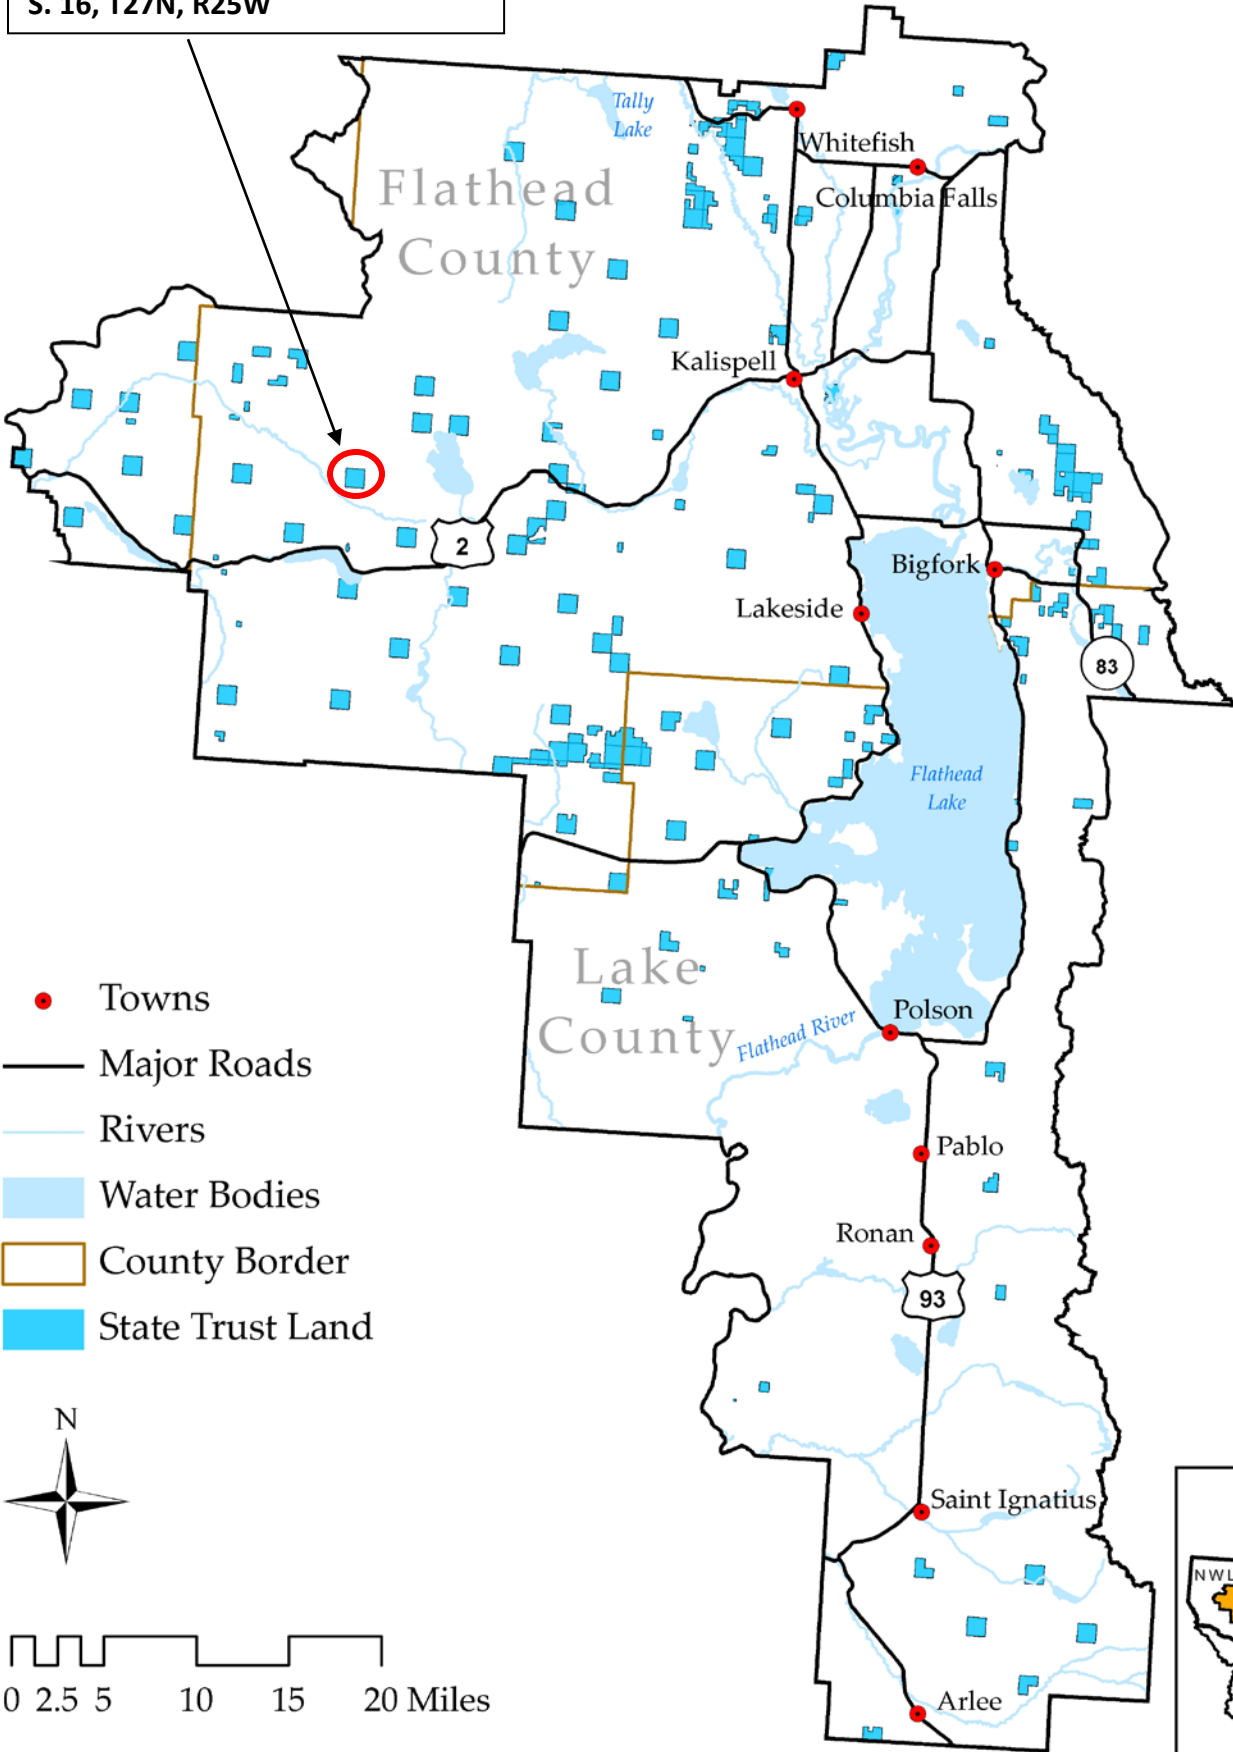 S. 16, T27N, R25W
Tally
Lake
Whitefish
Flathead
County
Columbia Falls
Kalispell
2
Bigfork
Lakeside
83
Flathead
Lake
Lake
County
Polson
Flathead River
Pablo
Ronan
93
Saint Ignatius
Arlee
Towns
Major Roads
Rivers
Water Bodies
County Border
State Trust Land
N
0 2.5 5 10 15 20 Miles